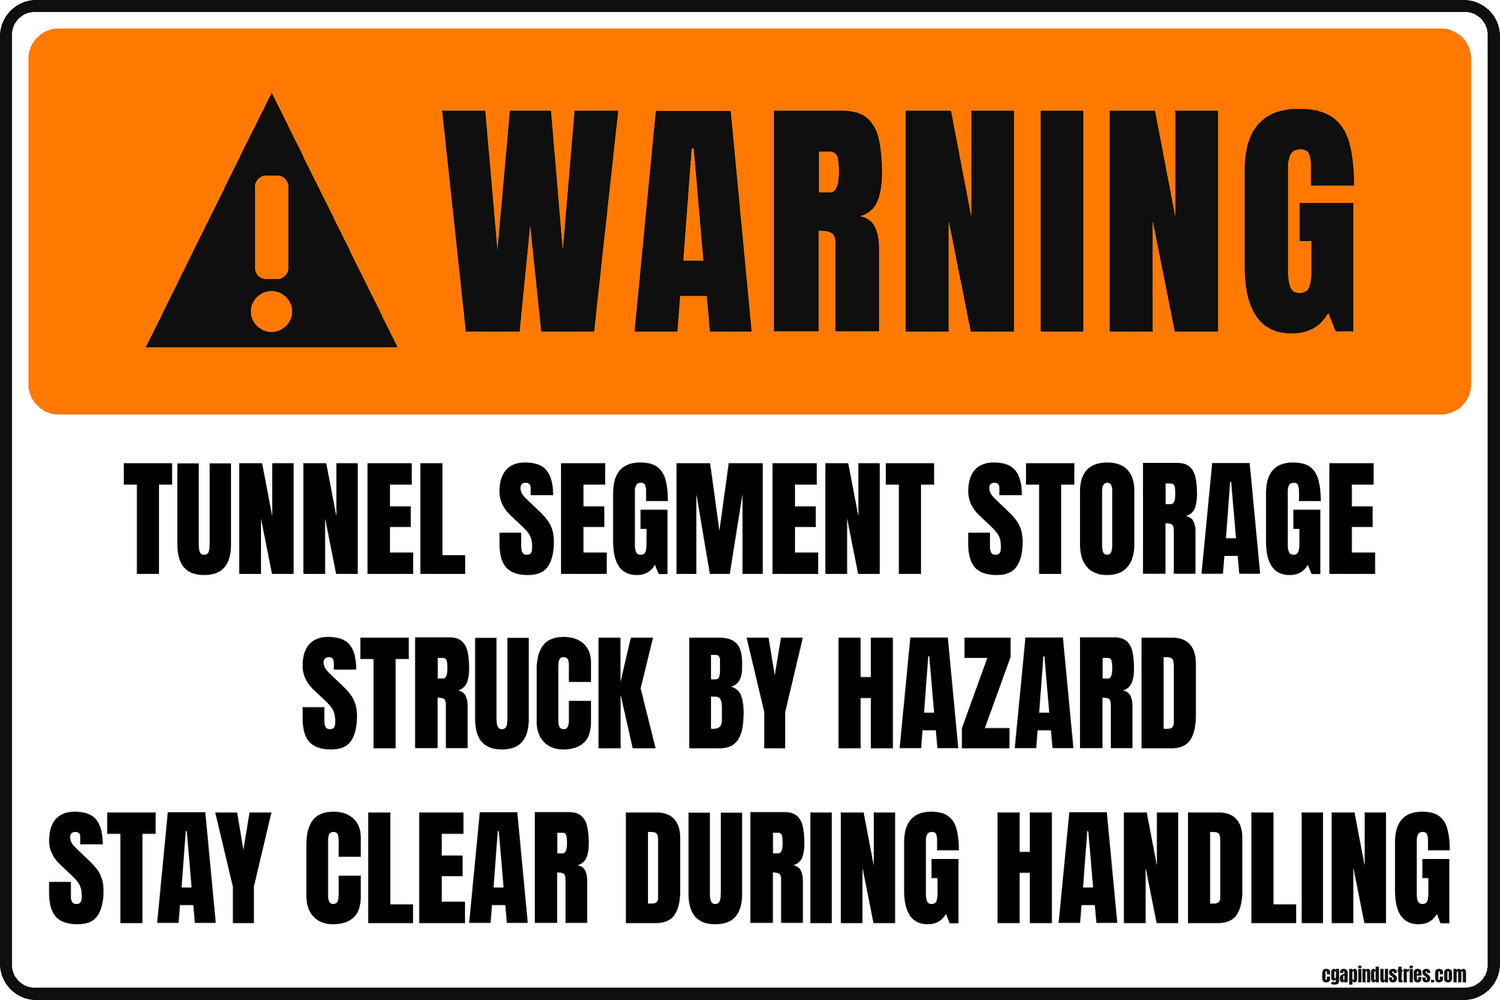 WARNING
TUNNEL SEGMENT STORAGE
STRUCK BY HAZARD
STAY CLEAR DURING HANDLING
cgapindustries.com